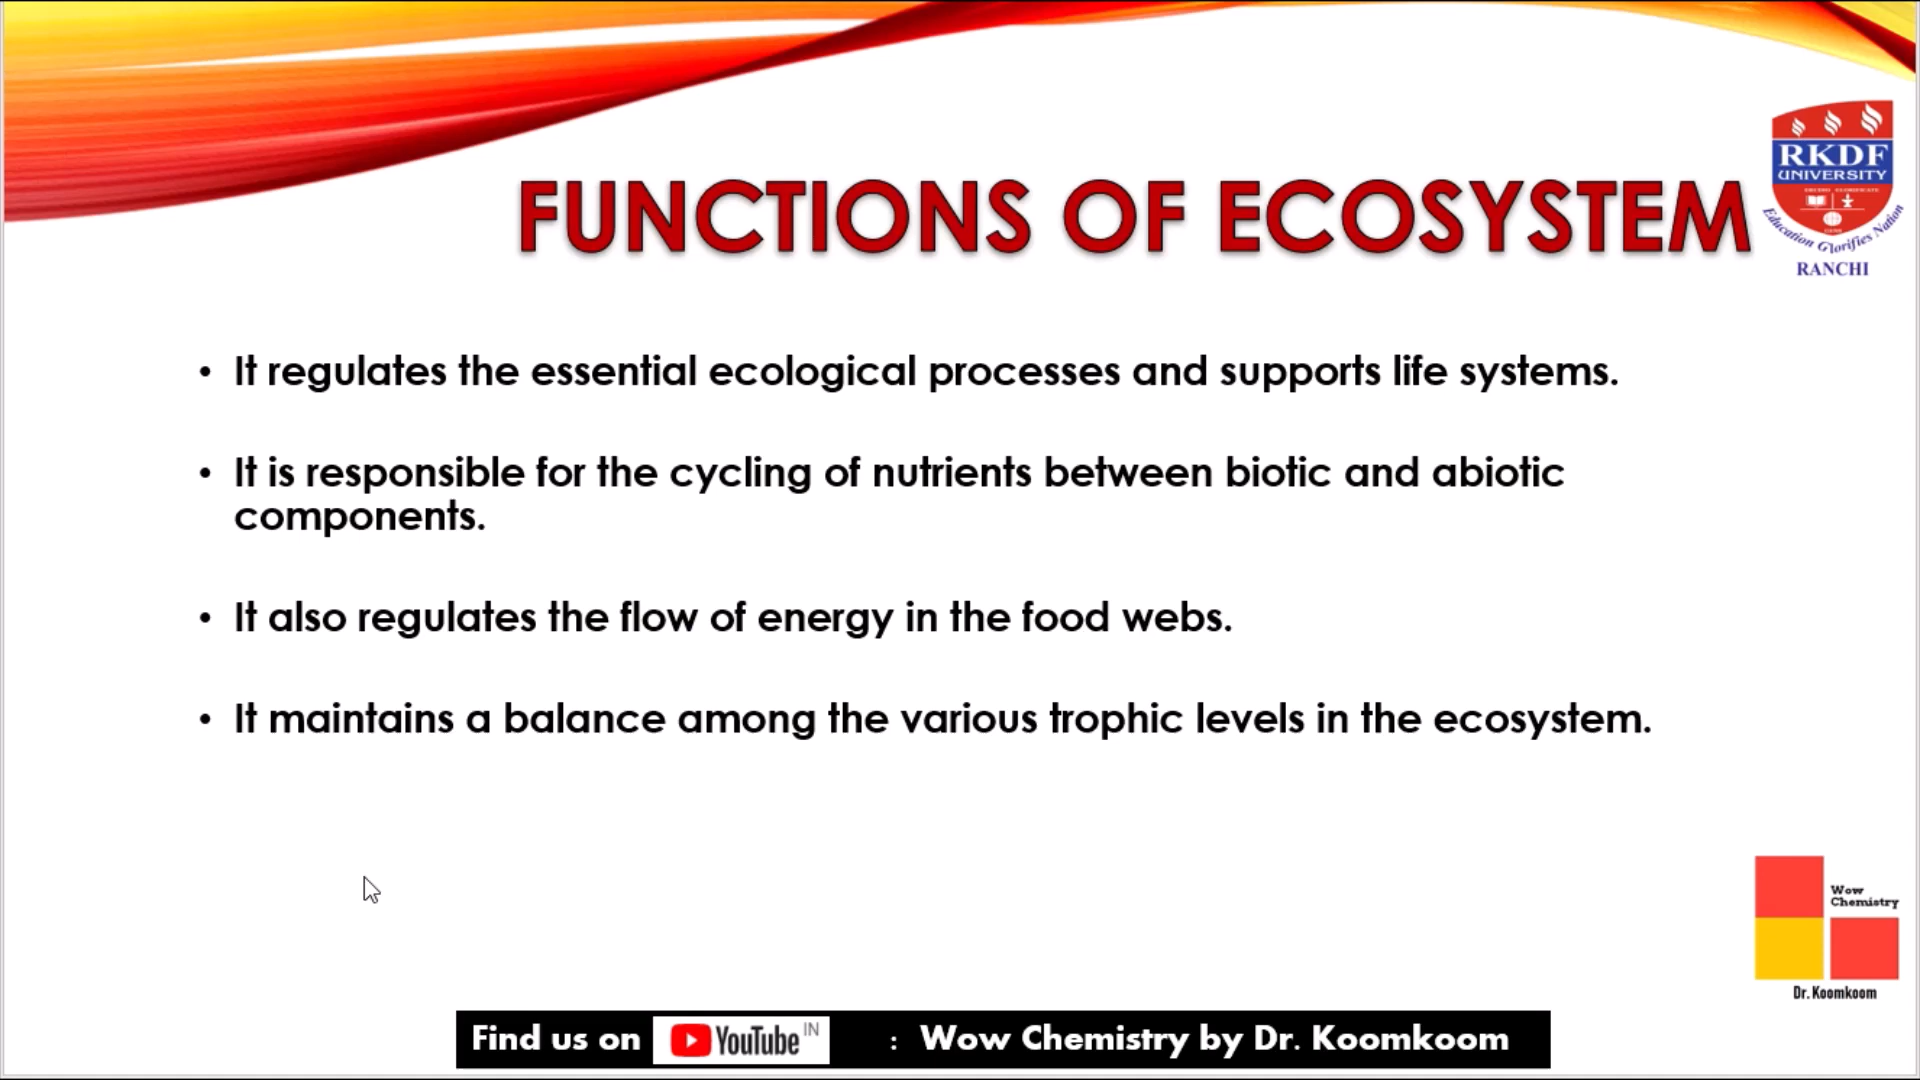 FUNCTIONS OF ECOSYSTEM
RKDF
UNIVERSITY
Education Glorifies Nation
RANCHI
• It regulates the essential ecological processes and supports life systems.
• It is responsible for the cycling of nutrients between biotic and abiotic
components.
• It also regulates the flow of energy in the food webs.
• It maintains a balance among the various trophic levels in the ecosystem.
Wow
Chemistry
Dr. Koomkoom
Find us on YouTube IN : Wow Chemistry by Dr. Koomkoom